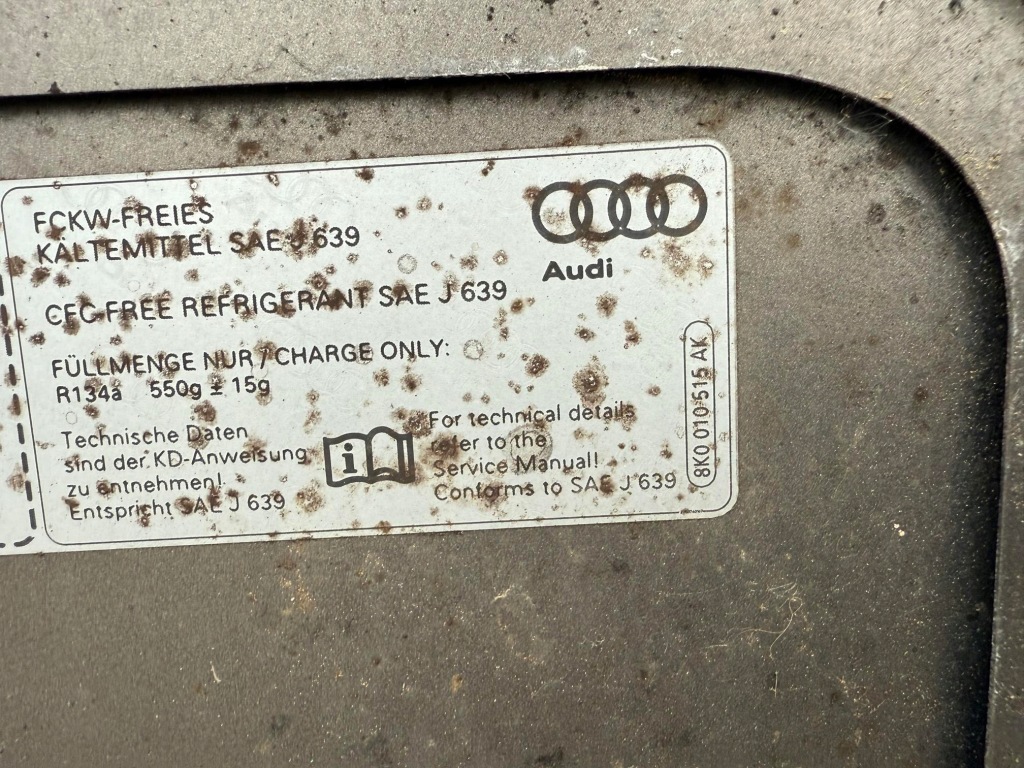 FCKW-FREIES
KÄLTEMITTEL SAE J 639
CFC-FREE REFRIGERANT SAE J 639
FÜLLMENGE NUR / CHARGE ONLY:
R134a 550g ± 15g
Technische Daten
sind der KD-Anweisung
zu entnehmen!
Entspricht SAE J 639
i
For technical details
refer to the
Service Manual!
Conforms to SAE J 639
Audi
8K0 010 515 AK